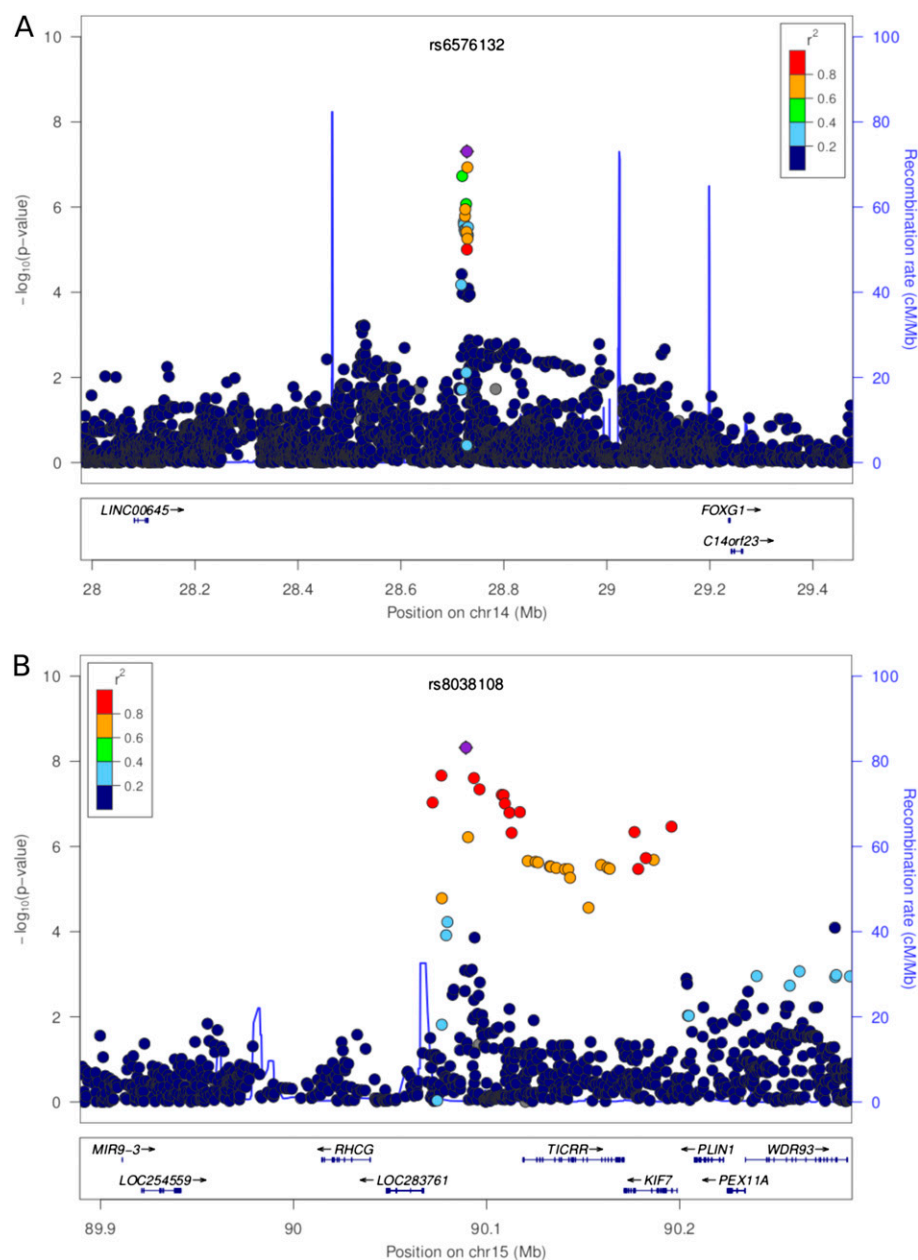 A
rs6576132
r²
0.8
0.6
0.4
0.2
10
8
6
4
2
0
− log₁₀(p-value)
100
80
60
40
20
0
Recombination rate (cM/Mb)
LINC00645→
FOXG1→
C14orf23→
28 28.2 28.4 28.6 28.8 29 29.2 29.4
Position on chr14 (Mb)
B
rs8038108
r²
0.8
0.6
0.4
0.2
10
8
6
4
2
0
− log₁₀(p-value)
100
80
60
40
20
0
Recombination rate (cM/Mb)
MIR9−3→ ←RHCG TICRR→ ←PLIN1 WDR93→
LOC254559→ ←LOC283761 ←KIF7 ←PEX11A
89.9 90 90.1 90.2
Position on chr15 (Mb)